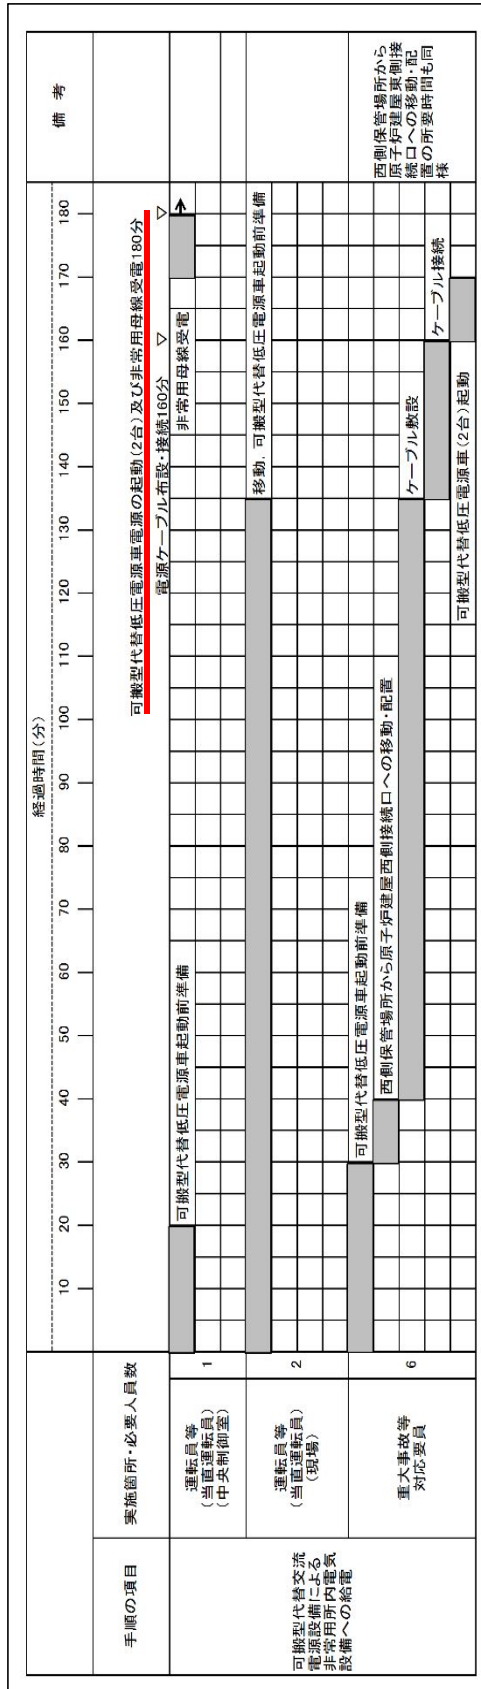 経過時間(分)
備 考
手順の項目
実施箇所・必要人員数
10
20
30
40
50
60
70
80
90
100
110
120
130
140
150
160
170
180
可搬型代替低圧電源車電源の起動(2台)及び非常用母線受電180分
電源ケーブル布設・接続160分
可搬型代替交流
電源設備による
非常用所内電気
設備への給電
運転員等
(当直運転員)
(中央制御室)
1
可搬型代替低圧電源車起動前準備
非常用母線受電
運転員等
(当直運転員)
(現場)
2
移動, 可搬型代替低圧電源車起動前準備
重大事故等
対応要員
6
可搬型代替低圧電源車起動前準備
西側保管場所から原子炉建屋西側接続口への移動・配置
ケーブル敷設
ケーブル接続
可搬型代替低圧電源車(2台)起動
西側保管場所から
原子炉建屋東側接
続口への移動・配
置の所要時間も同
様